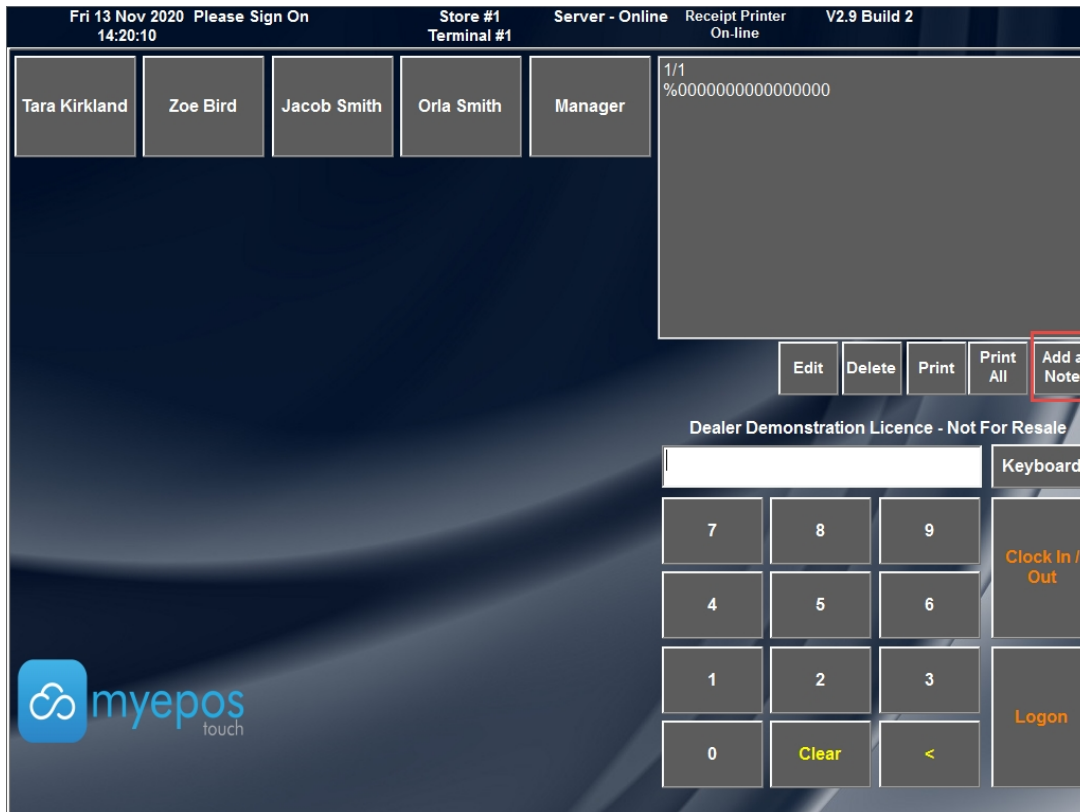 Fri 13 Nov 2020 Please Sign On
14:20:10
Store #1
Terminal #1
Server - Online
Receipt Printer
On-line
V2.9 Build 2
Tara Kirkland
Zoe Bird
Jacob Smith
Orla Smith
Manager
1/1
%0000000000000000
Edit
Delete
Print
Print
All
Add a
Note
Dealer Demonstration Licence - Not For Resale
Keyboard
7
8
9
Clock In /
Out
4
5
6
1
2
3
Logon
0
Clear
<
myepos
touch